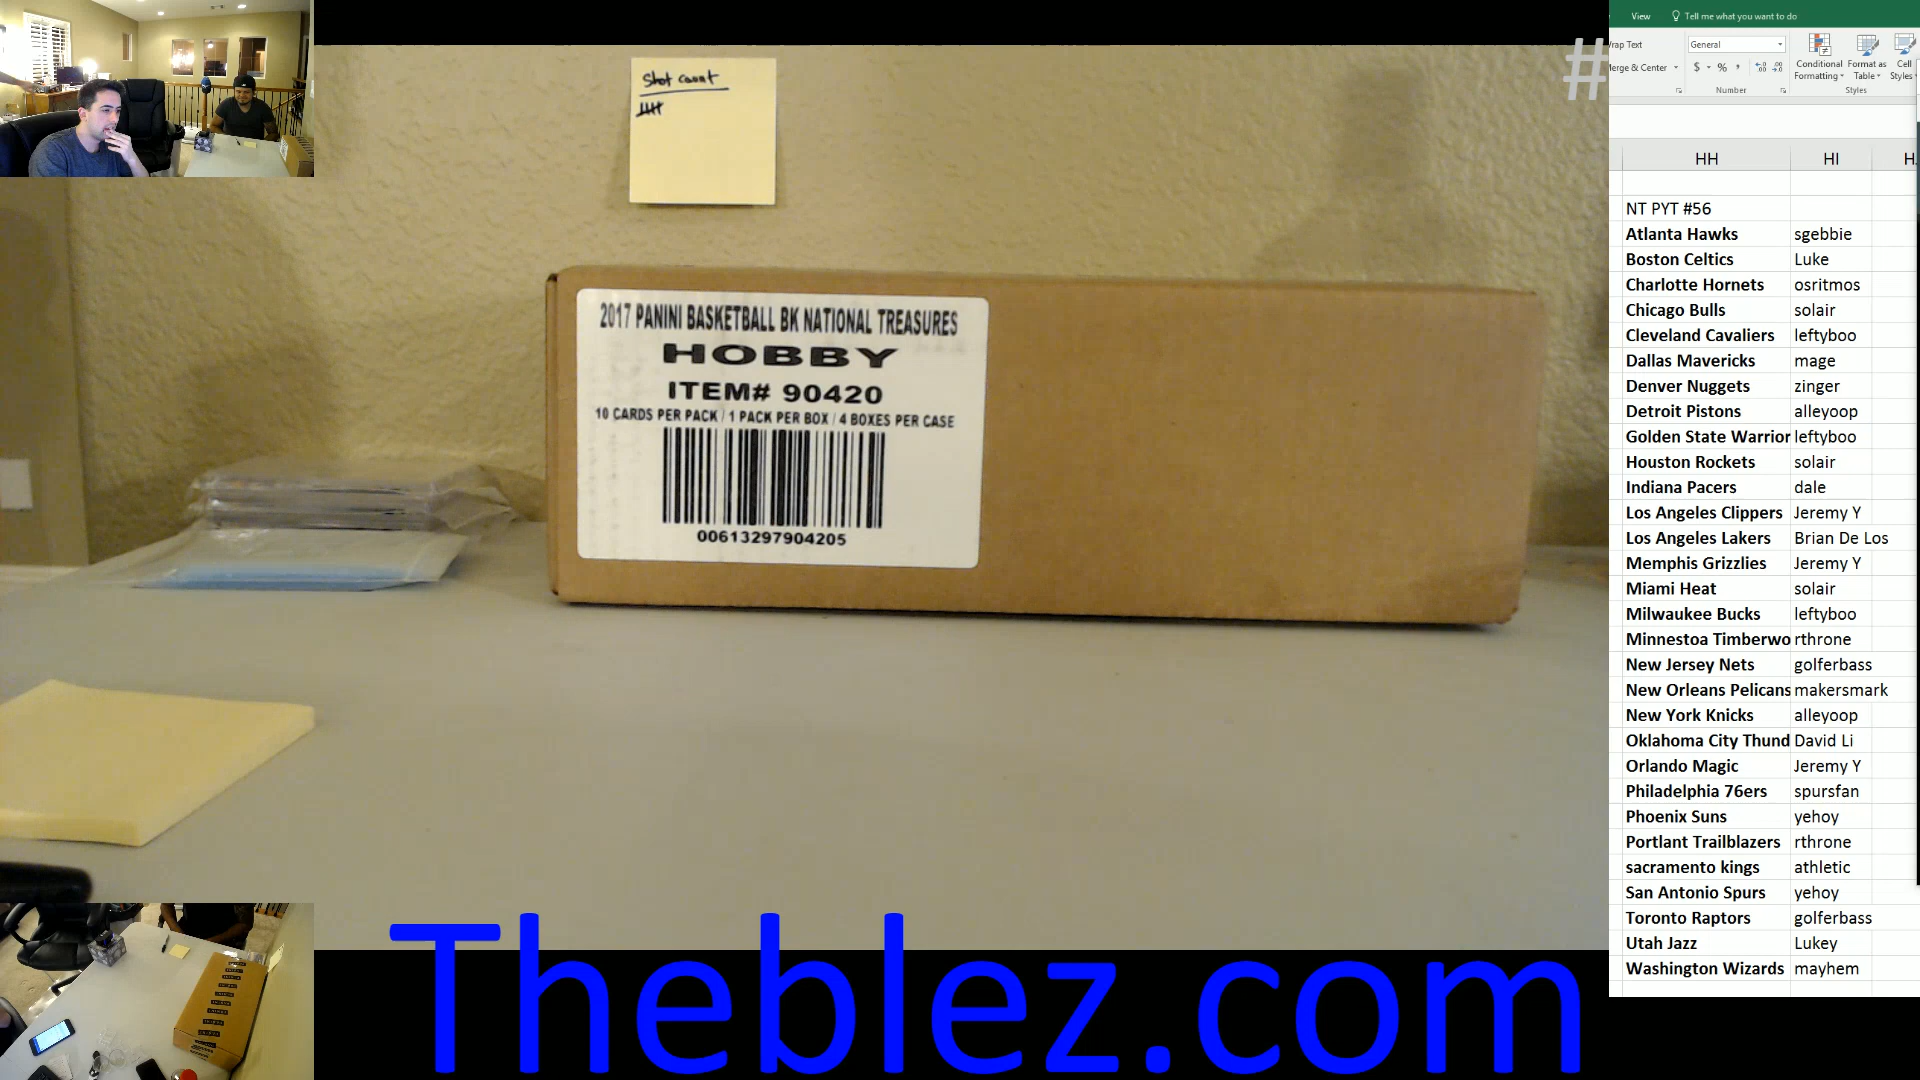 Shot count
2017 PANINI BASKETBALL BK NATIONAL TREASURES
HOBBY
ITEM# 90420
10 CARDS PER PACK / 1 PACK PER BOX / 4 BOXES PER CASE
00613297904205
Theblez.com
#
View Tell me what you want to do
rap Text General
erge & Center $ % Conditional Format as Cell
Formatting Table Styles
Number Styles
HH HI H
NT PYT #56
Atlanta Hawks sgebbie
Boston Celtics Luke
Charlotte Hornets osritmos
Chicago Bulls solair
Cleveland Cavaliers leftyboo
Dallas Mavericks mage
Denver Nuggets zinger
Detroit Pistons alleyoop
Golden State Warrior leftyboo
Houston Rockets solair
Indiana Pacers dale
Los Angeles Clippers Jeremy Y
Los Angeles Lakers Brian De Los
Memphis Grizzlies Jeremy Y
Miami Heat solair
Milwaukee Bucks leftyboo
Minnestoa Timberwo rthrone
New Jersey Nets golferbass
New Orleans Pelicans makersmark
New York Knicks alleyoop
Oklahoma City Thund David Li
Orlando Magic Jeremy Y
Philadelphia 76ers spursfan
Phoenix Suns yehoy
Portlant Trailblazers rthrone
sacramento kings athletic
San Antonio Spurs yehoy
Toronto Raptors golferbass
Utah Jazz Lukey
Washington Wizards mayhem